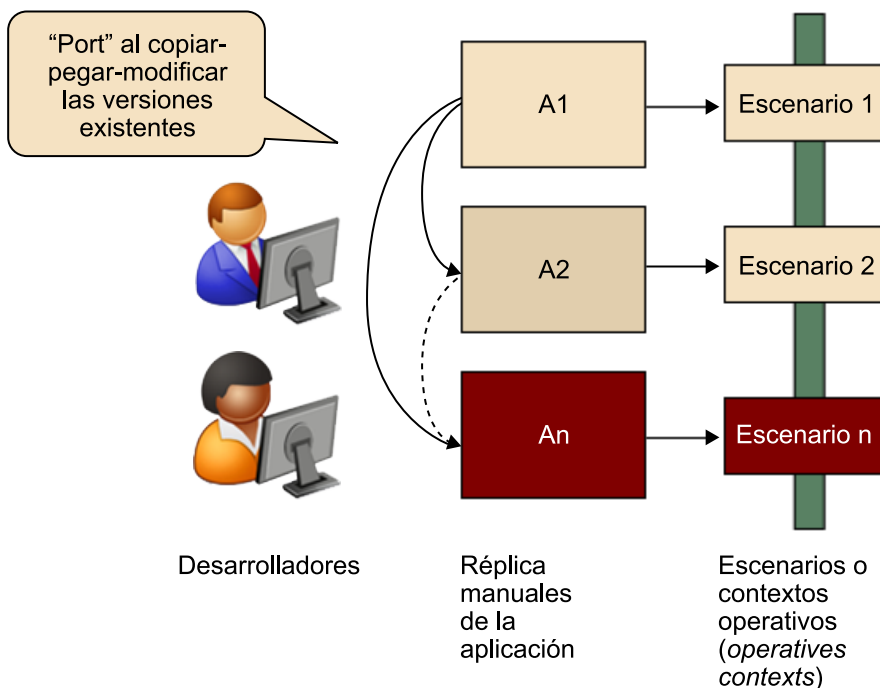 “Port” al copiar-
pegar-modificar
las versiones
existentes
A1
Escenario 1
A2
Escenario 2
An
Escenario n
Desarrolladores
Réplica
manuales
de la
aplicación
Escenarios o
contextos
operativos
(operatives
contexts)